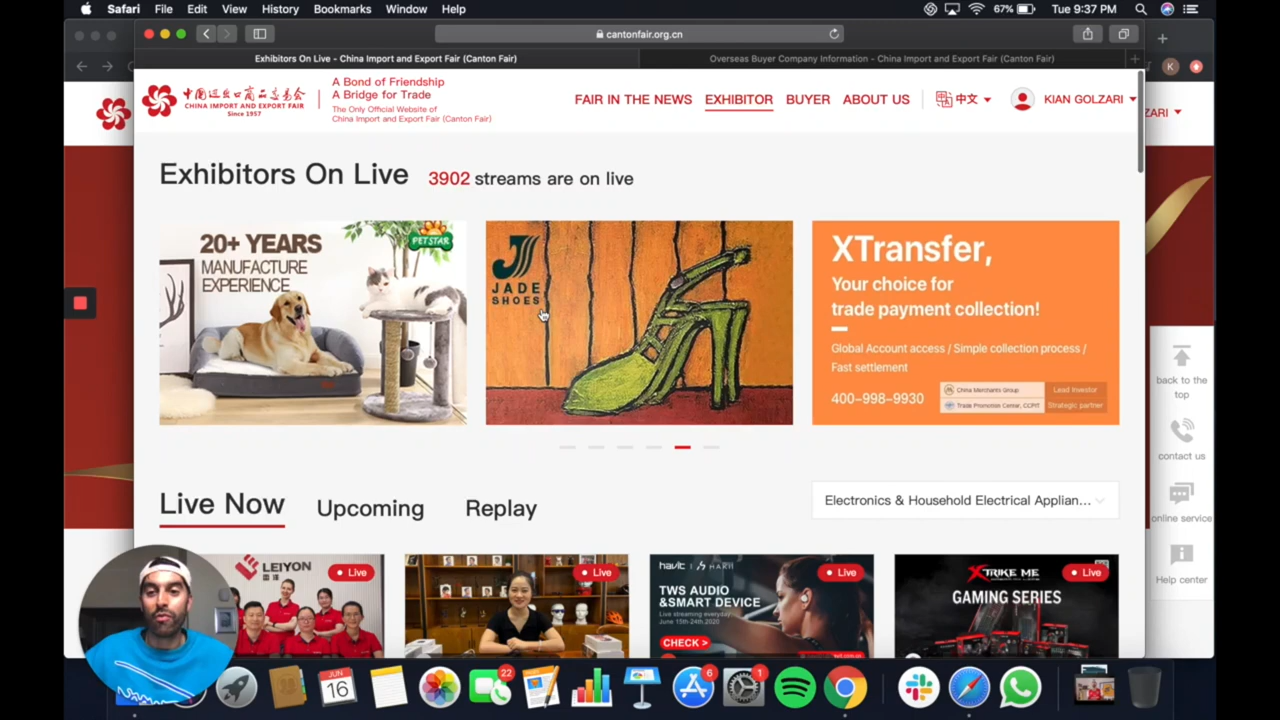 Safari File Edit View History Bookmarks Window Help
67% Tue 9:37 PM
cantonfair.org.cn
Exhibitors On Live - China Import and Export Fair (Canton Fair)
Overseas Buyer Company Information - China Import and Export Fair (Canton Fair)
K
中国进出口商品交易会
CHINA IMPORT AND EXPORT FAIR
Since 1957
A Bond of Friendship
A Bridge for Trade
The Only Official Website of
China Import and Export Fair (Canton Fair)
FAIR IN THE NEWS EXHIBITOR BUYER ABOUT US
中文
KIAN GOLZARI
ZARI
Exhibitors On Live
3902 streams are on live
20+ YEARS
MANUFACTURE
EXPERIENCE
PETSTAR
JADE
SHOES
XTransfer,
Your choice for
trade payment collection!
Global Account access / Simple collection process /
Fast settlement
400-998-9930
China Merchants Group
Lead Investor
Trade Promotion Center, CCPIT
Strategic partner
back to the
top
contact us
online service
Help center
Live Now
Upcoming
Replay
Electronics & Household Electrical Applian...
LEIYON
雷洋
Live
Live
havit
TWS AUDIO
&SMART DEVICE
Live streaming everyday
June 15th-24th.2020
CHECK >
Live
XTRIKE ME
GAMING SERIES
Live
JUN
16
22
6
1